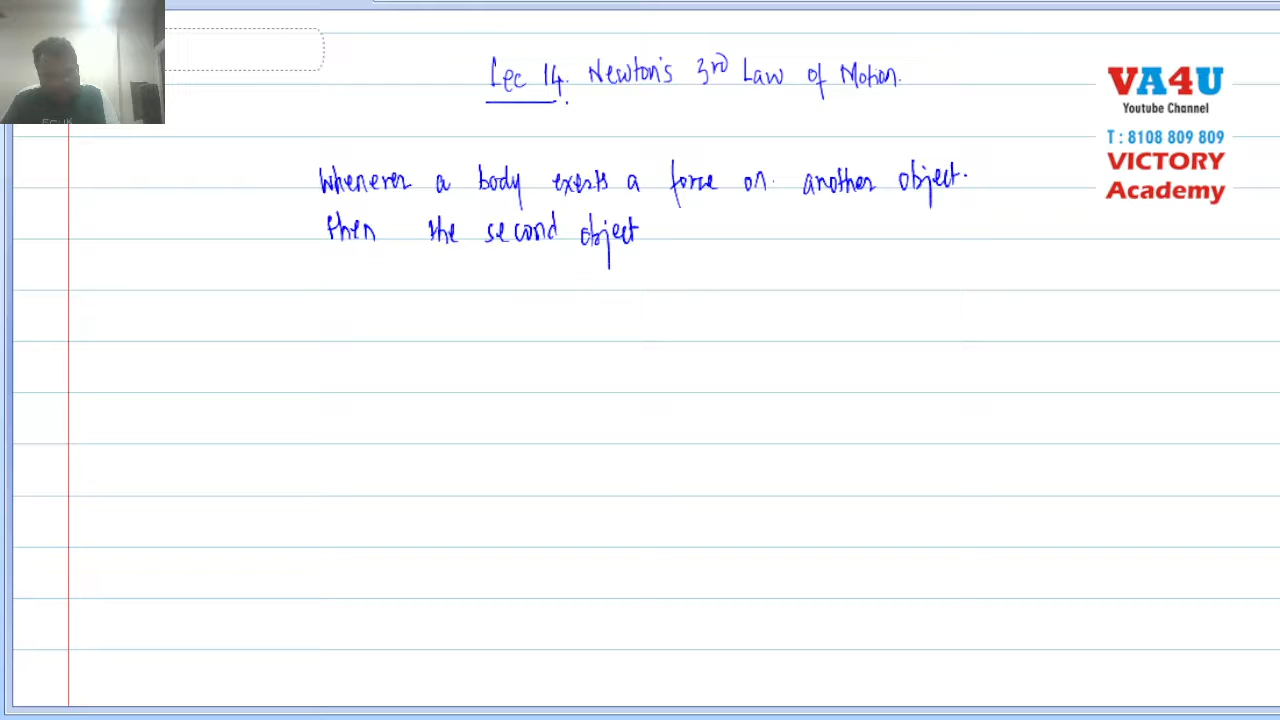 Lec 14. Newton's 3rd Law of Motion.
VA4U
Youtube Channel
T : 8108 809 809
VICTORY
Academy
Whenever a body exerts a force on. another object.
then the second object